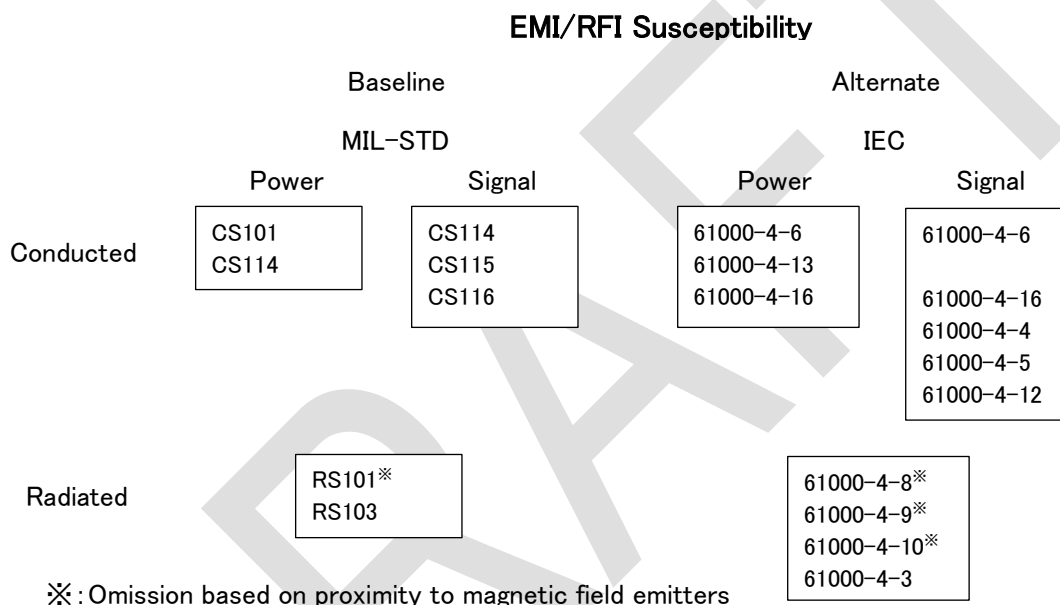 EMI/RFI Susceptibility
Baseline Alternate
MIL-STD IEC
Power Signal Power Signal
Conducted
CS101
CS114
CS114
CS115
CS116
61000-4-6
61000-4-13
61000-4-16
61000-4-6
61000-4-16
61000-4-4
61000-4-5
61000-4-12
Radiated
RS101※
RS103
61000-4-8※
61000-4-9※
61000-4-10※
61000-4-3
※:Omission based on proximity to magnetic field emitters